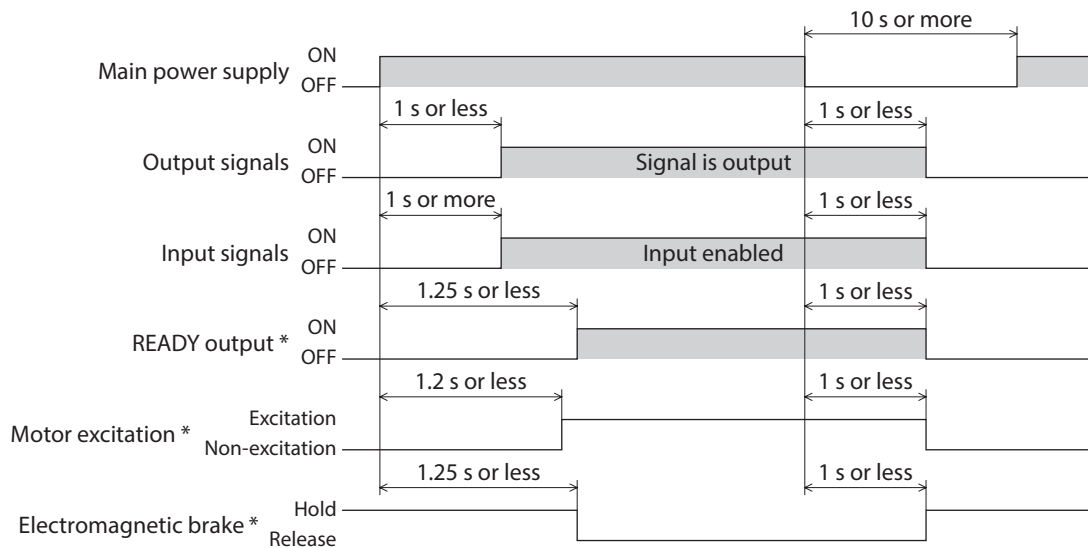 10 s or more
Main power supply
ON
OFF
1 s or less
1 s or less
Output signals
ON
OFF
Signal is output
1 s or more
1 s or less
Input signals
ON
OFF
Input enabled
1.25 s or less
1 s or less
READY output *
ON
OFF
1.2 s or less
1 s or less
Motor excitation *
Excitation
Non-excitation
1.25 s or less
1 s or less
Electromagnetic brake *
Hold
Release